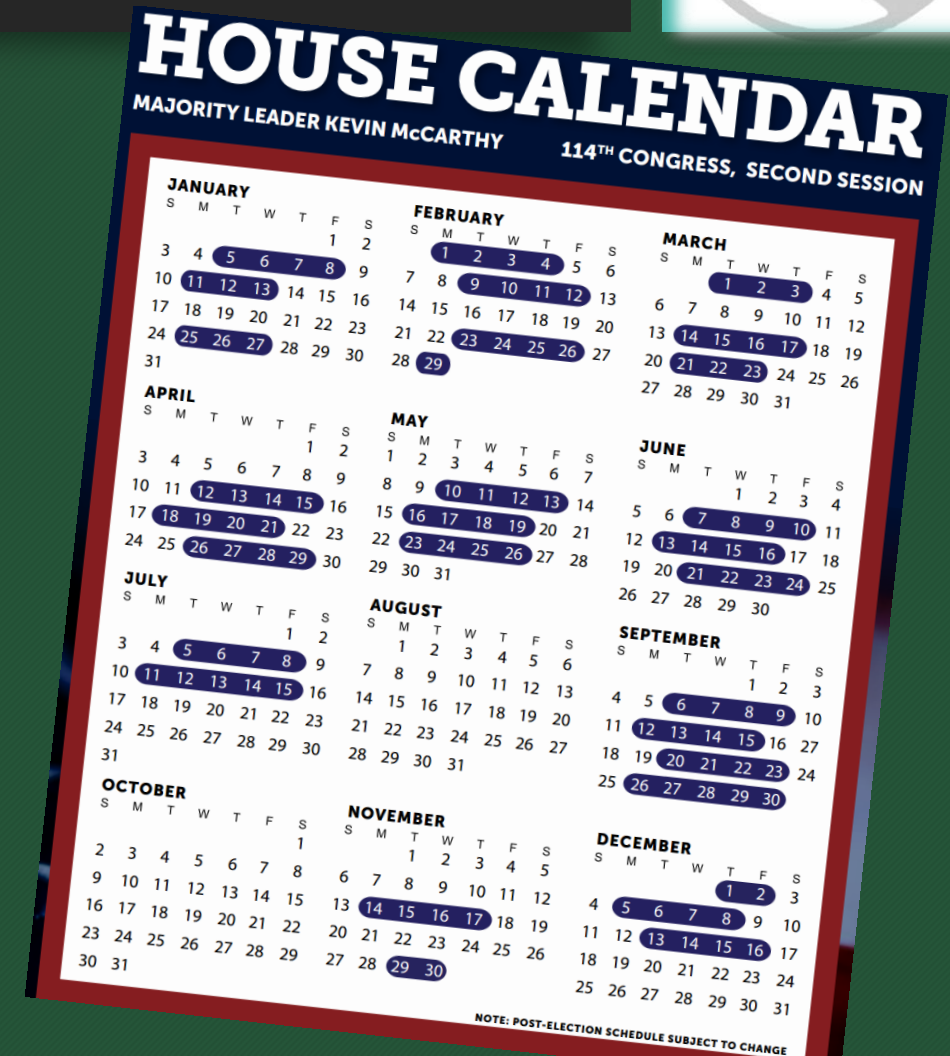 HOUSE CALENDAR
MAJORITY LEADER KEVIN McCARTHY 114TH CONGRESS, SECOND SESSION
JANUARY
S M T W T F S
1 2
3 4 5 6 7 8 9
10 11 12 13 14 15 16
17 18 19 20 21 22 23
24 25 26 27 28 29 30
31
FEBRUARY
S M T W T F S
1 2 3 4 5 6
7 8 9 10 11 12 13
14 15 16 17 18 19 20
21 22 23 24 25 26 27
28 29
MARCH
S M T W T F S
1 2 3 4 5
6 7 8 9 10 11 12
13 14 15 16 17 18 19
20 21 22 23 24 25 26
27 28 29 30 31
APRIL
S M T W T F S
1 2
3 4 5 6 7 8 9
10 11 12 13 14 15 16
17 18 19 20 21 22 23
24 25 26 27 28 29 30
MAY
S M T W T F S
1 2 3 4 5 6 7
8 9 10 11 12 13 14
15 16 17 18 19 20 21
22 23 24 25 26 27 28
29 30 31
JUNE
S M T W T F S
1 2 3 4
5 6 7 8 9 10 11
12 13 14 15 16 17 18
19 20 21 22 23 24 25
26 27 28 29 30
JULY
S M T W T F S
1 2
3 4 5 6 7 8 9
10 11 12 13 14 15 16
17 18 19 20 21 22 23
24 25 26 27 28 29 30
31
AUGUST
S M T W T F S
1 2 3 4 5 6
7 8 9 10 11 12 13
14 15 16 17 18 19 20
21 22 23 24 25 26 27
28 29 30 31
SEPTEMBER
S M T W T F S
1 2 3
4 5 6 7 8 9 10
11 12 13 14 15 16 27
18 19 20 21 22 23 24
25 26 27 28 29 30
OCTOBER
S M T W T F S
1
2 3 4 5 6 7 8
9 10 11 12 13 14 15
16 17 18 19 20 21 22
23 24 25 26 27 28 29
30 31
NOVEMBER
S M T W T F S
1 2 3 4 5
6 7 8 9 10 11 12
13 14 15 16 17 18 19
20 21 22 23 24 25 26
27 28 29 30
DECEMBER
S M T W T F S
1 2 3
4 5 6 7 8 9 10
11 12 13 14 15 16 17
18 19 20 21 22 23 24
25 26 27 28 29 30 31
NOTE: POST-ELECTION SCHEDULE SUBJECT TO CHANGE